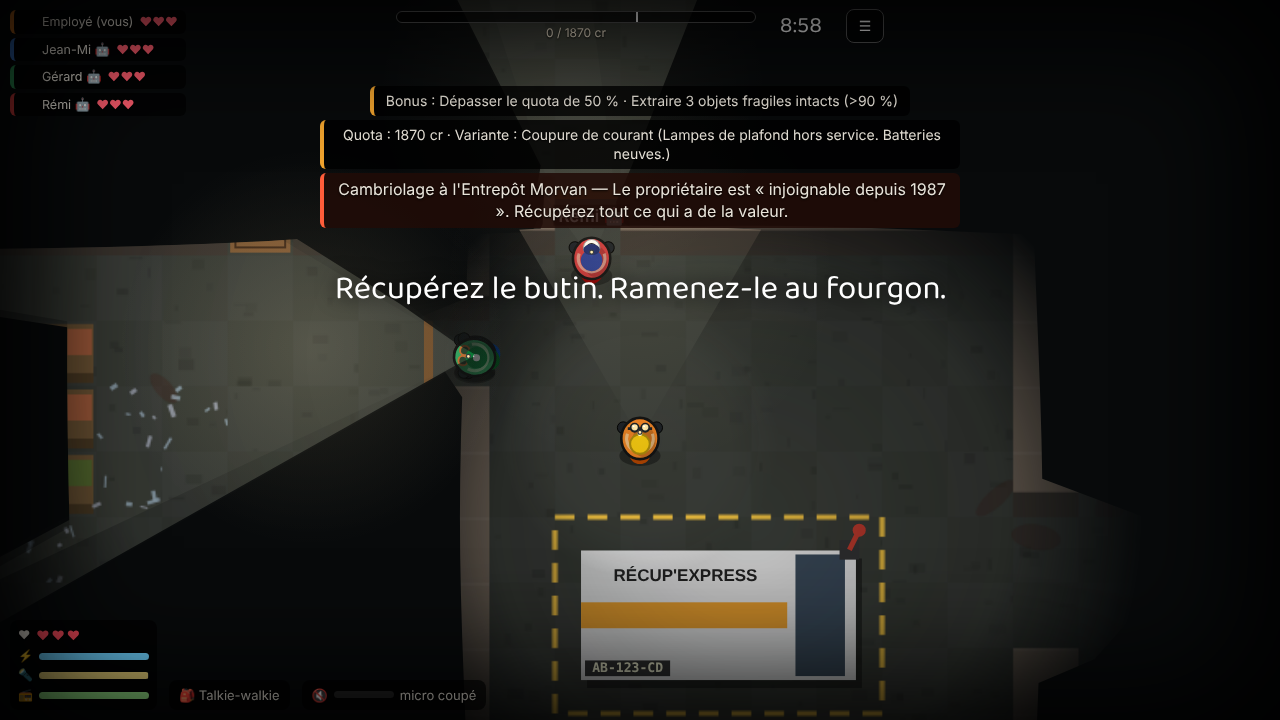 Employé (vous)
Jean-Mi
Gérard
Rémi
0 / 1870 cr
8:58
Bonus : Dépasser le quota de 50 % · Extraire 3 objets fragiles intacts (>90 %)
Quota : 1870 cr · Variante : Coupure de courant (Lampes de plafond hors service. Batteries
neuves.)
Cambriolage à l'Entrepôt Morvan — Le propriétaire est « injoignable depuis 1987
». Récupérez tout ce qui a de la valeur.
Récupérez le butin. Ramenez-le au fourgon.
RÉCUP'EXPRESS
AB-123-CD
Talkie-walkie
micro coupé